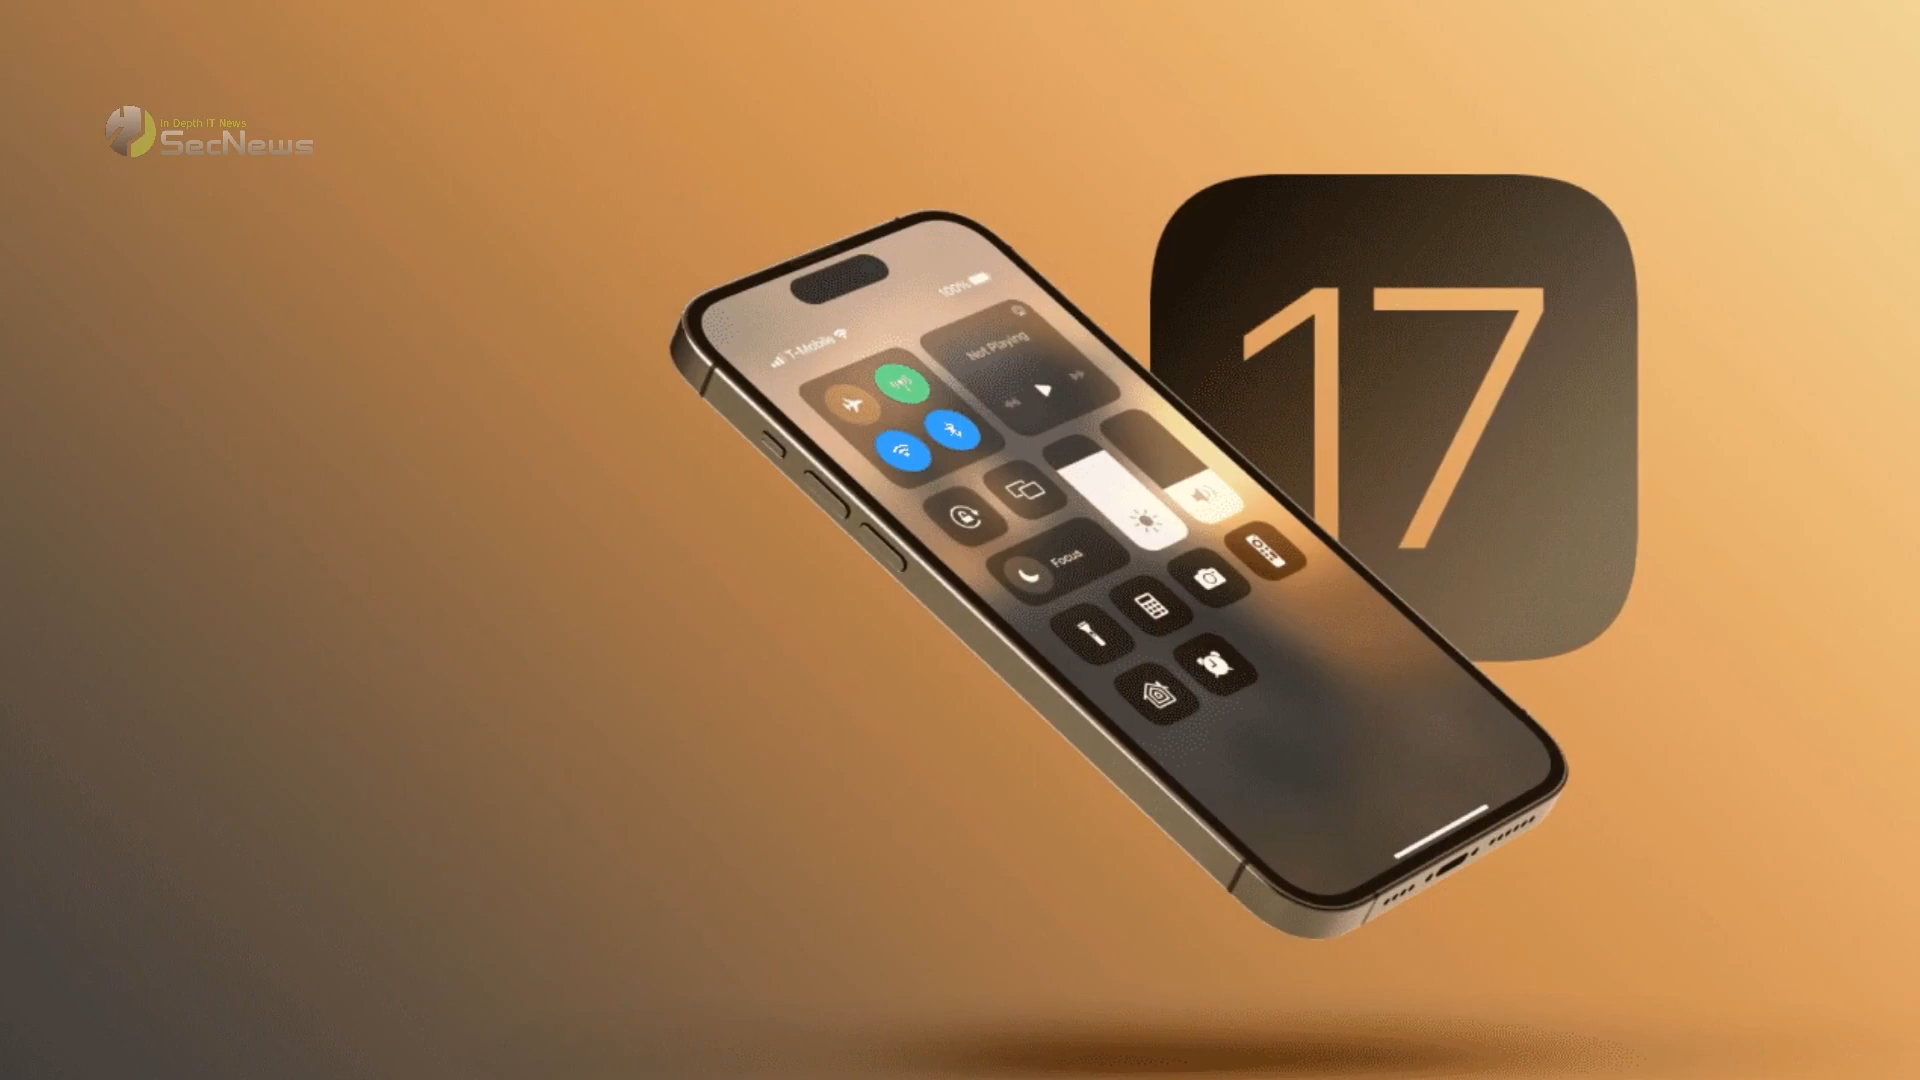 In Depth IT News
SecNews
17
100%
T-Mobile
Not Playing
Focus